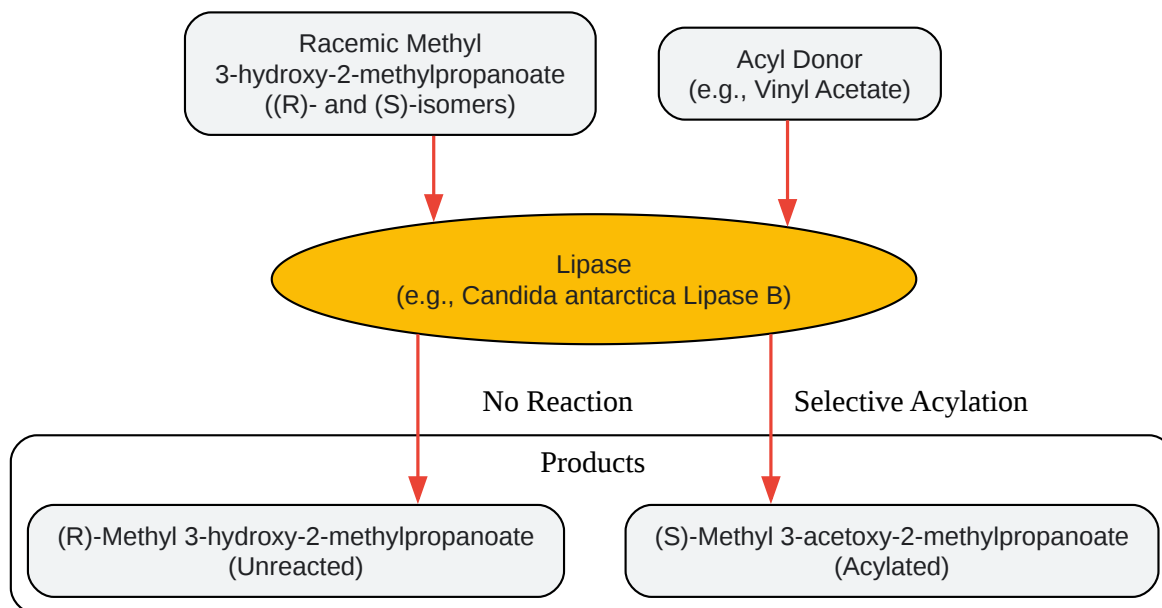 Racemic Methyl
3-hydroxy-2-methylpropanoate
((R)- and (S)-isomers)
Acyl Donor
(e.g., Vinyl Acetate)
Lipase
(e.g., Candida antarctica Lipase B)
No Reaction
Selective Acylation
Products
(R)-Methyl 3-hydroxy-2-methylpropanoate
(Unreacted)
(S)-Methyl 3-acetoxy-2-methylpropanoate
(Acylated)